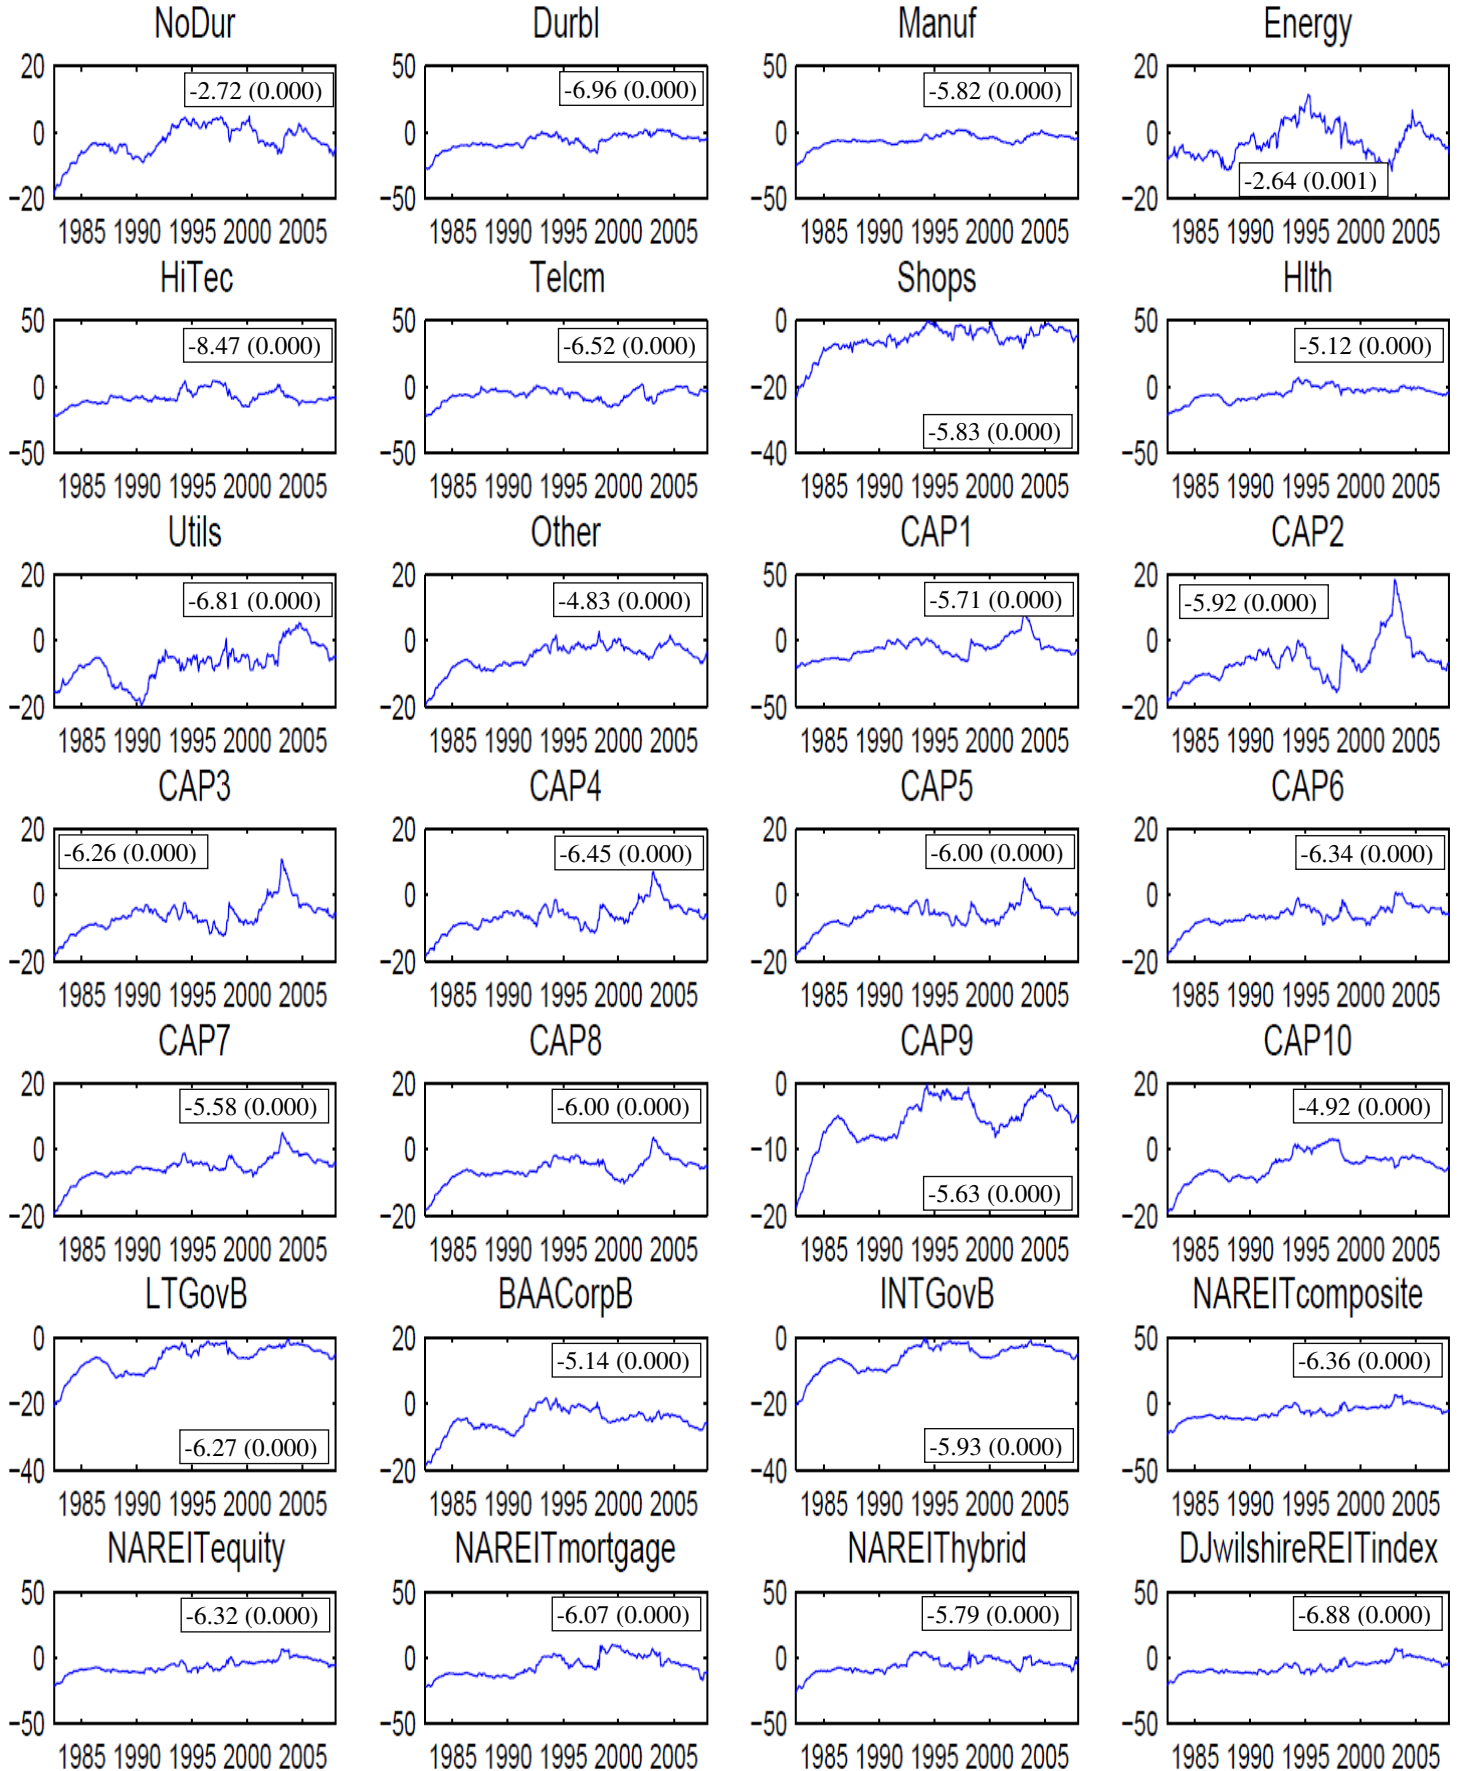 NoDur Durbl Manuf Energy
20 50 50 20
-2.72 (0.000) -6.96 (0.000) -5.82 (0.000)
0 0 0 0
-2.64 (0.001)
−20 −50 −50 −20
1985 1990 1995 2000 2005 1985 1990 1995 2000 2005 1985 1990 1995 2000 2005 1985 1990 1995 2000 2005
HiTec Telcm Shops Hlth
50 50 0 50
-8.47 (0.000) -6.52 (0.000) -5.12 (0.000)
0 0 −20 0
-5.83 (0.000)
−50 −50 −40 −50
1985 1990 1995 2000 2005 1985 1990 1995 2000 2005 1985 1990 1995 2000 2005 1985 1990 1995 2000 2005
Utils Other CAP1 CAP2
20 20 50 20
-6.81 (0.000) -4.83 (0.000) -5.71 (0.000) -5.92 (0.000)
0 0 0 0
−20 −20 −50 −20
1985 1990 1995 2000 2005 1985 1990 1995 2000 2005 1985 1990 1995 2000 2005 1985 1990 1995 2000 2005
CAP3 CAP4 CAP5 CAP6
20 20 20 20
-6.26 (0.000) -6.45 (0.000) -6.00 (0.000) -6.34 (0.000)
0 0 0 0
−20 −20 −20 −20
1985 1990 1995 2000 2005 1985 1990 1995 2000 2005 1985 1990 1995 2000 2005 1985 1990 1995 2000 2005
CAP7 CAP8 CAP9 CAP10
20 20 0 20
-5.58 (0.000) -6.00 (0.000) -4.92 (0.000)
0 0 −10 0
-5.63 (0.000)
−20 −20 −20 −20
1985 1990 1995 2000 2005 1985 1990 1995 2000 2005 1985 1990 1995 2000 2005 1985 1990 1995 2000 2005
LTGovB BAACorpB INTGovB NAREITcomposite
0 20 0 50
-5.14 (0.000) -6.36 (0.000)
−20 0 −20 0
-6.27 (0.000) -5.93 (0.000)
−40 −20 −40 −50
1985 1990 1995 2000 2005 1985 1990 1995 2000 2005 1985 1990 1995 2000 2005 1985 1990 1995 2000 2005
NAREITequity NAREITmortgage NAREIThybrid DJwilshireREITindex
50 50 50 50
-6.32 (0.000) -6.07 (0.000) -5.79 (0.000) -6.88 (0.000)
0 0 0 0
−50 −50 −50 −50
1985 1990 1995 2000 2005 1985 1990 1995 2000 2005 1985 1990 1995 2000 2005 1985 1990 1995 2000 2005